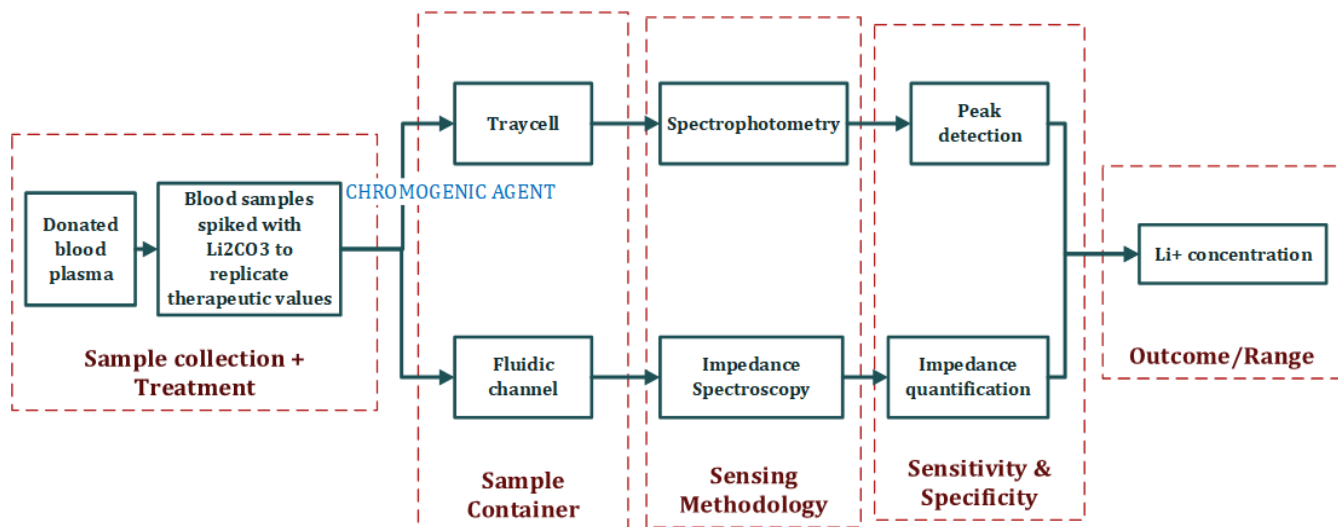 Donated
blood
plasma
Blood samples
spiked with
Li2CO3 to
replicate
therapeutic values
Sample collection +
Treatment
CHROMOGENIC AGENT
Traycell
Fluidic
channel
Sample
Container
Spectrophotometry
Impedance
Spectroscopy
Sensing
Methodology
Peak
detection
Impedance
quantification
Sensitivity &
Specificity
Li+ concentration
Outcome/Range